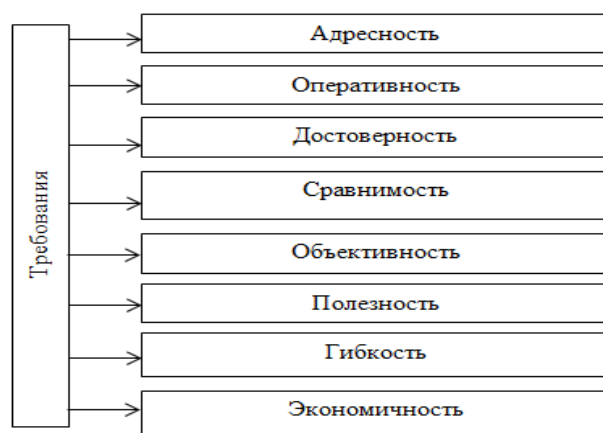 Требования
Адресность
Оперативность
Достоверность
Сравнимость
Объективность
Полезность
Гибкость
Экономичность